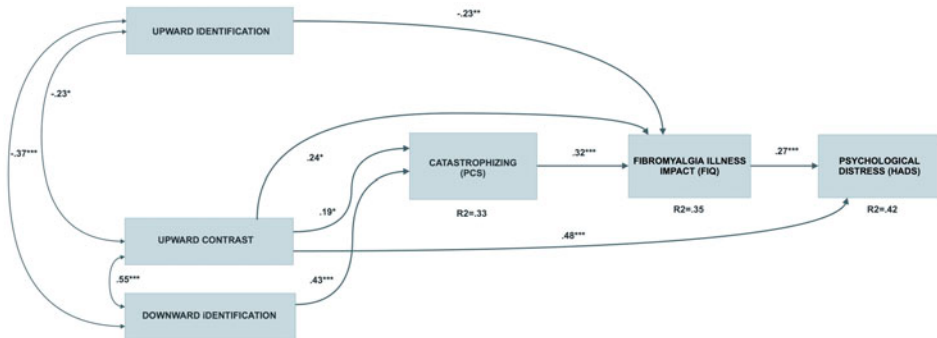 -.23**
UPWARD IDENTIFICATION
-.23*
-.37***
.24*
CATASTROPHIZING
(PCS)
.32***
FIBROMYALGIA ILLNESS
IMPACT (FIQ)
.27***
PSYCHOLOGICAL
DISTRESS (HADS)
R2=.33
R2=.35
R2=.42
.19*
UPWARD CONTRAST
.48***
.55***
.43***
DOWNWARD iDENTIFICATION